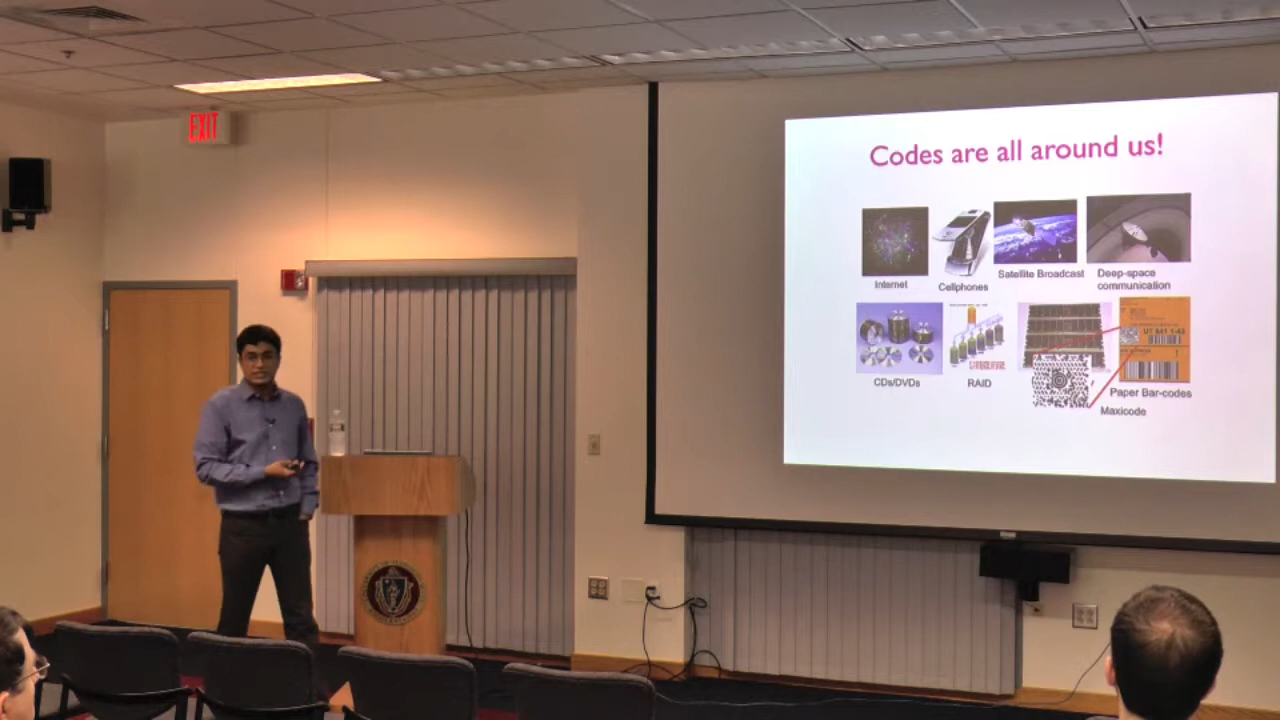 EXIT
Codes are all around us!
Internet
Cellphones
Satellite Broadcast
Deep-space
communication
CDs/DVDs
RAID
Paper Bar-codes
Maxicode